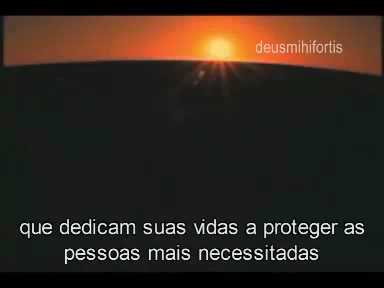 deusmihifortis
que dedicam suas vidas a proteger as
pessoas mais necessitadas